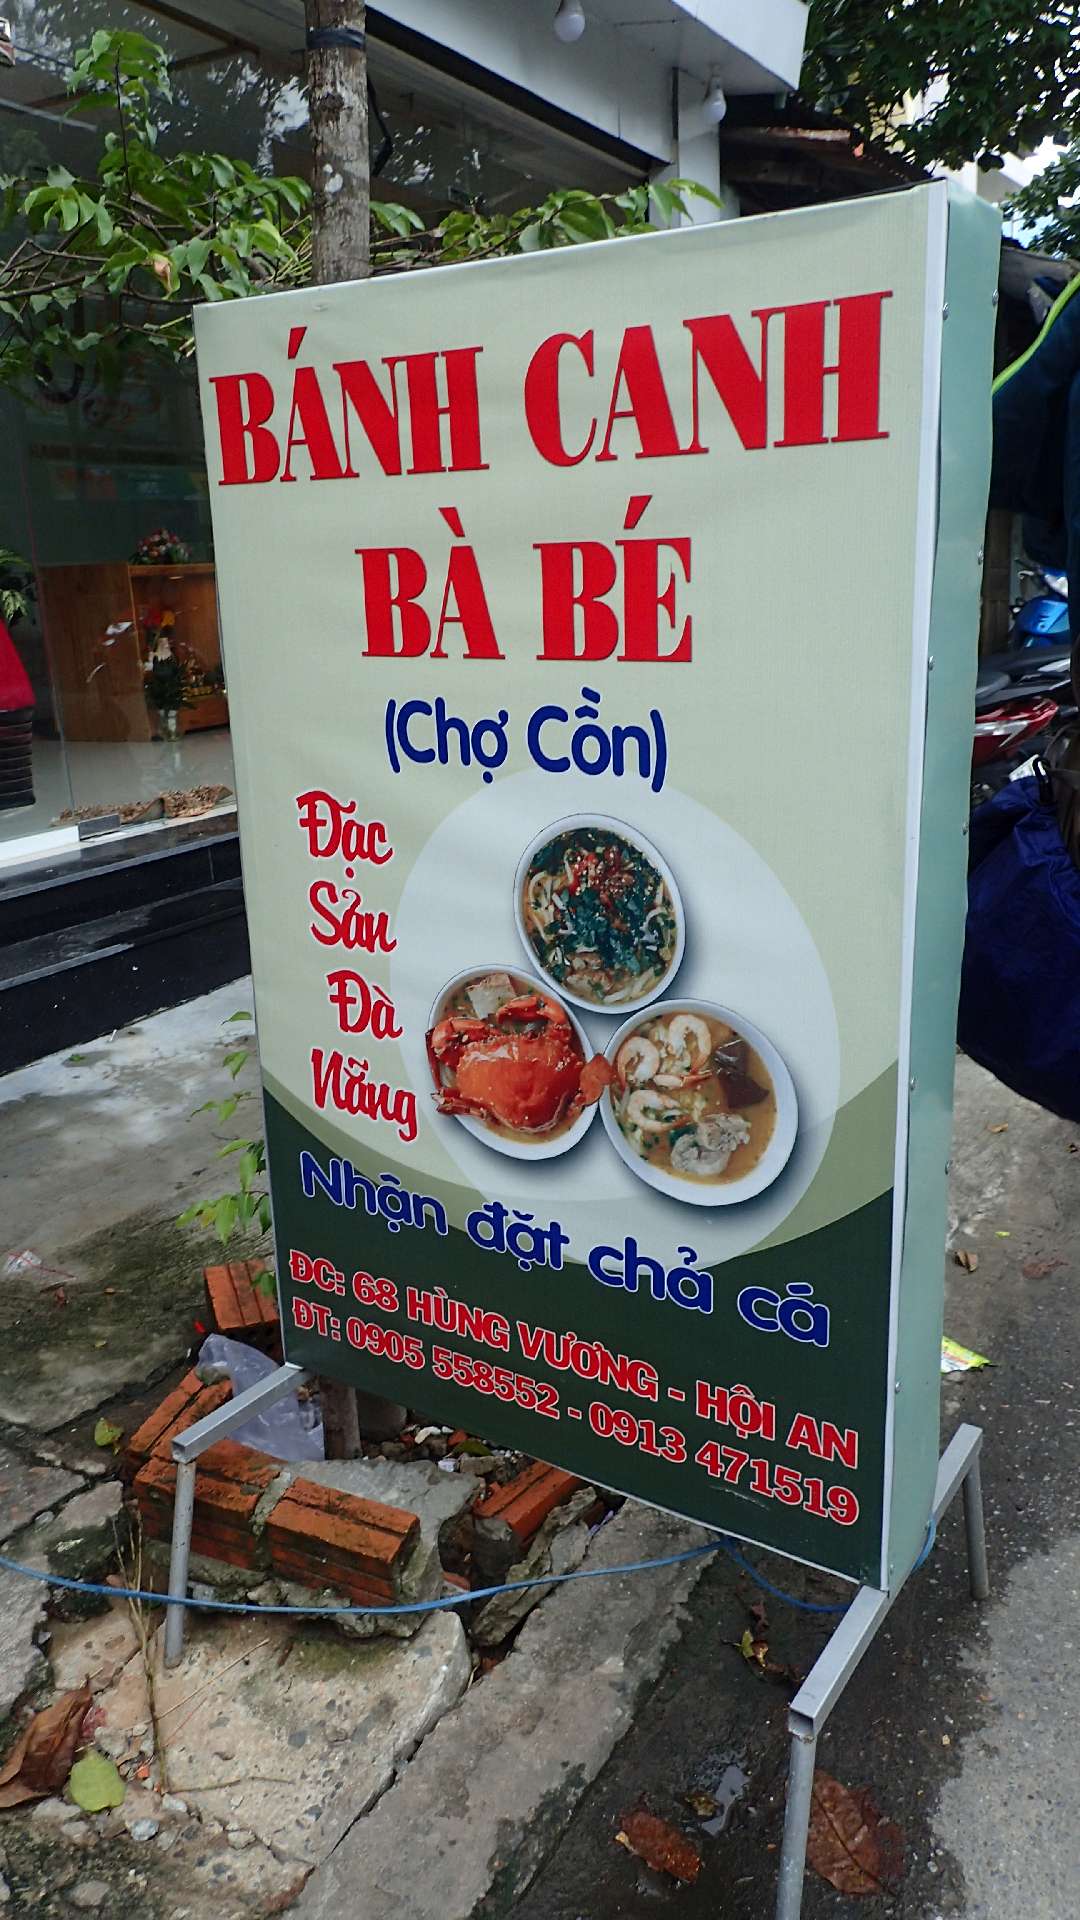 BÁNH CANH
BÀ BÉ
(Chợ Cồn)
Đặc
Sản
Đà
Nẵng
Nhận đặt chả cá
ĐC: 68 HÙNG VƯƠNG - HỘI AN
ĐT: 0905 558552 - 0913 471519